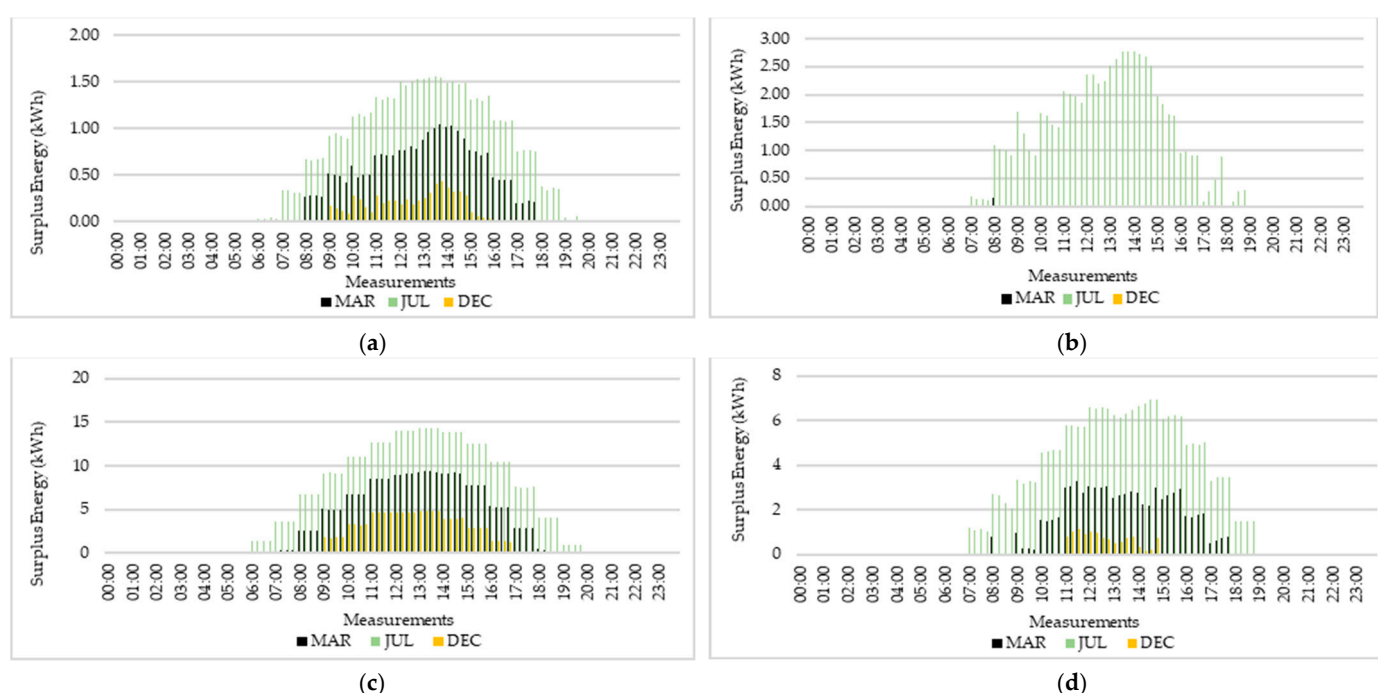 2.00
1.50
1.00
0.50
0.00
Surplus Energy (kWh)
00:00 01:00 02:00 03:00 04:00 05:00 06:00 07:00 08:00 09:00 10:00 11:00 12:00 13:00 14:00 15:00 16:00 17:00 18:00 19:00 20:00 21:00 22:00 23:00
Measurements
MAR JUL DEC
(a)
3.00
2.50
2.00
1.50
1.00
0.50
0.00
Surplus Energy (kWh)
00:00 01:00 02:00 03:00 04:00 05:00 06:00 07:00 08:00 09:00 10:00 11:00 12:00 13:00 14:00 15:00 16:00 17:00 18:00 19:00 20:00 21:00 22:00 23:00
Measurements
MAR JUL DEC
(b)
20
15
10
5
0
Surplus Energy (kWh)
00:00 01:00 02:00 03:00 04:00 05:00 06:00 07:00 08:00 09:00 10:00 11:00 12:00 13:00 14:00 15:00 16:00 17:00 18:00 19:00 20:00 21:00 22:00 23:00
Measurements
MAR JUL DEC
(c)
8
6
4
2
0
Surplus Energy (kWh)
00:00 01:00 02:00 03:00 04:00 05:00 06:00 07:00 08:00 09:00 10:00 11:00 12:00 13:00 14:00 15:00 16:00 17:00 18:00 19:00 20:00 21:00 22:00 23:00
Measurements
MAR JUL DEC
(d)